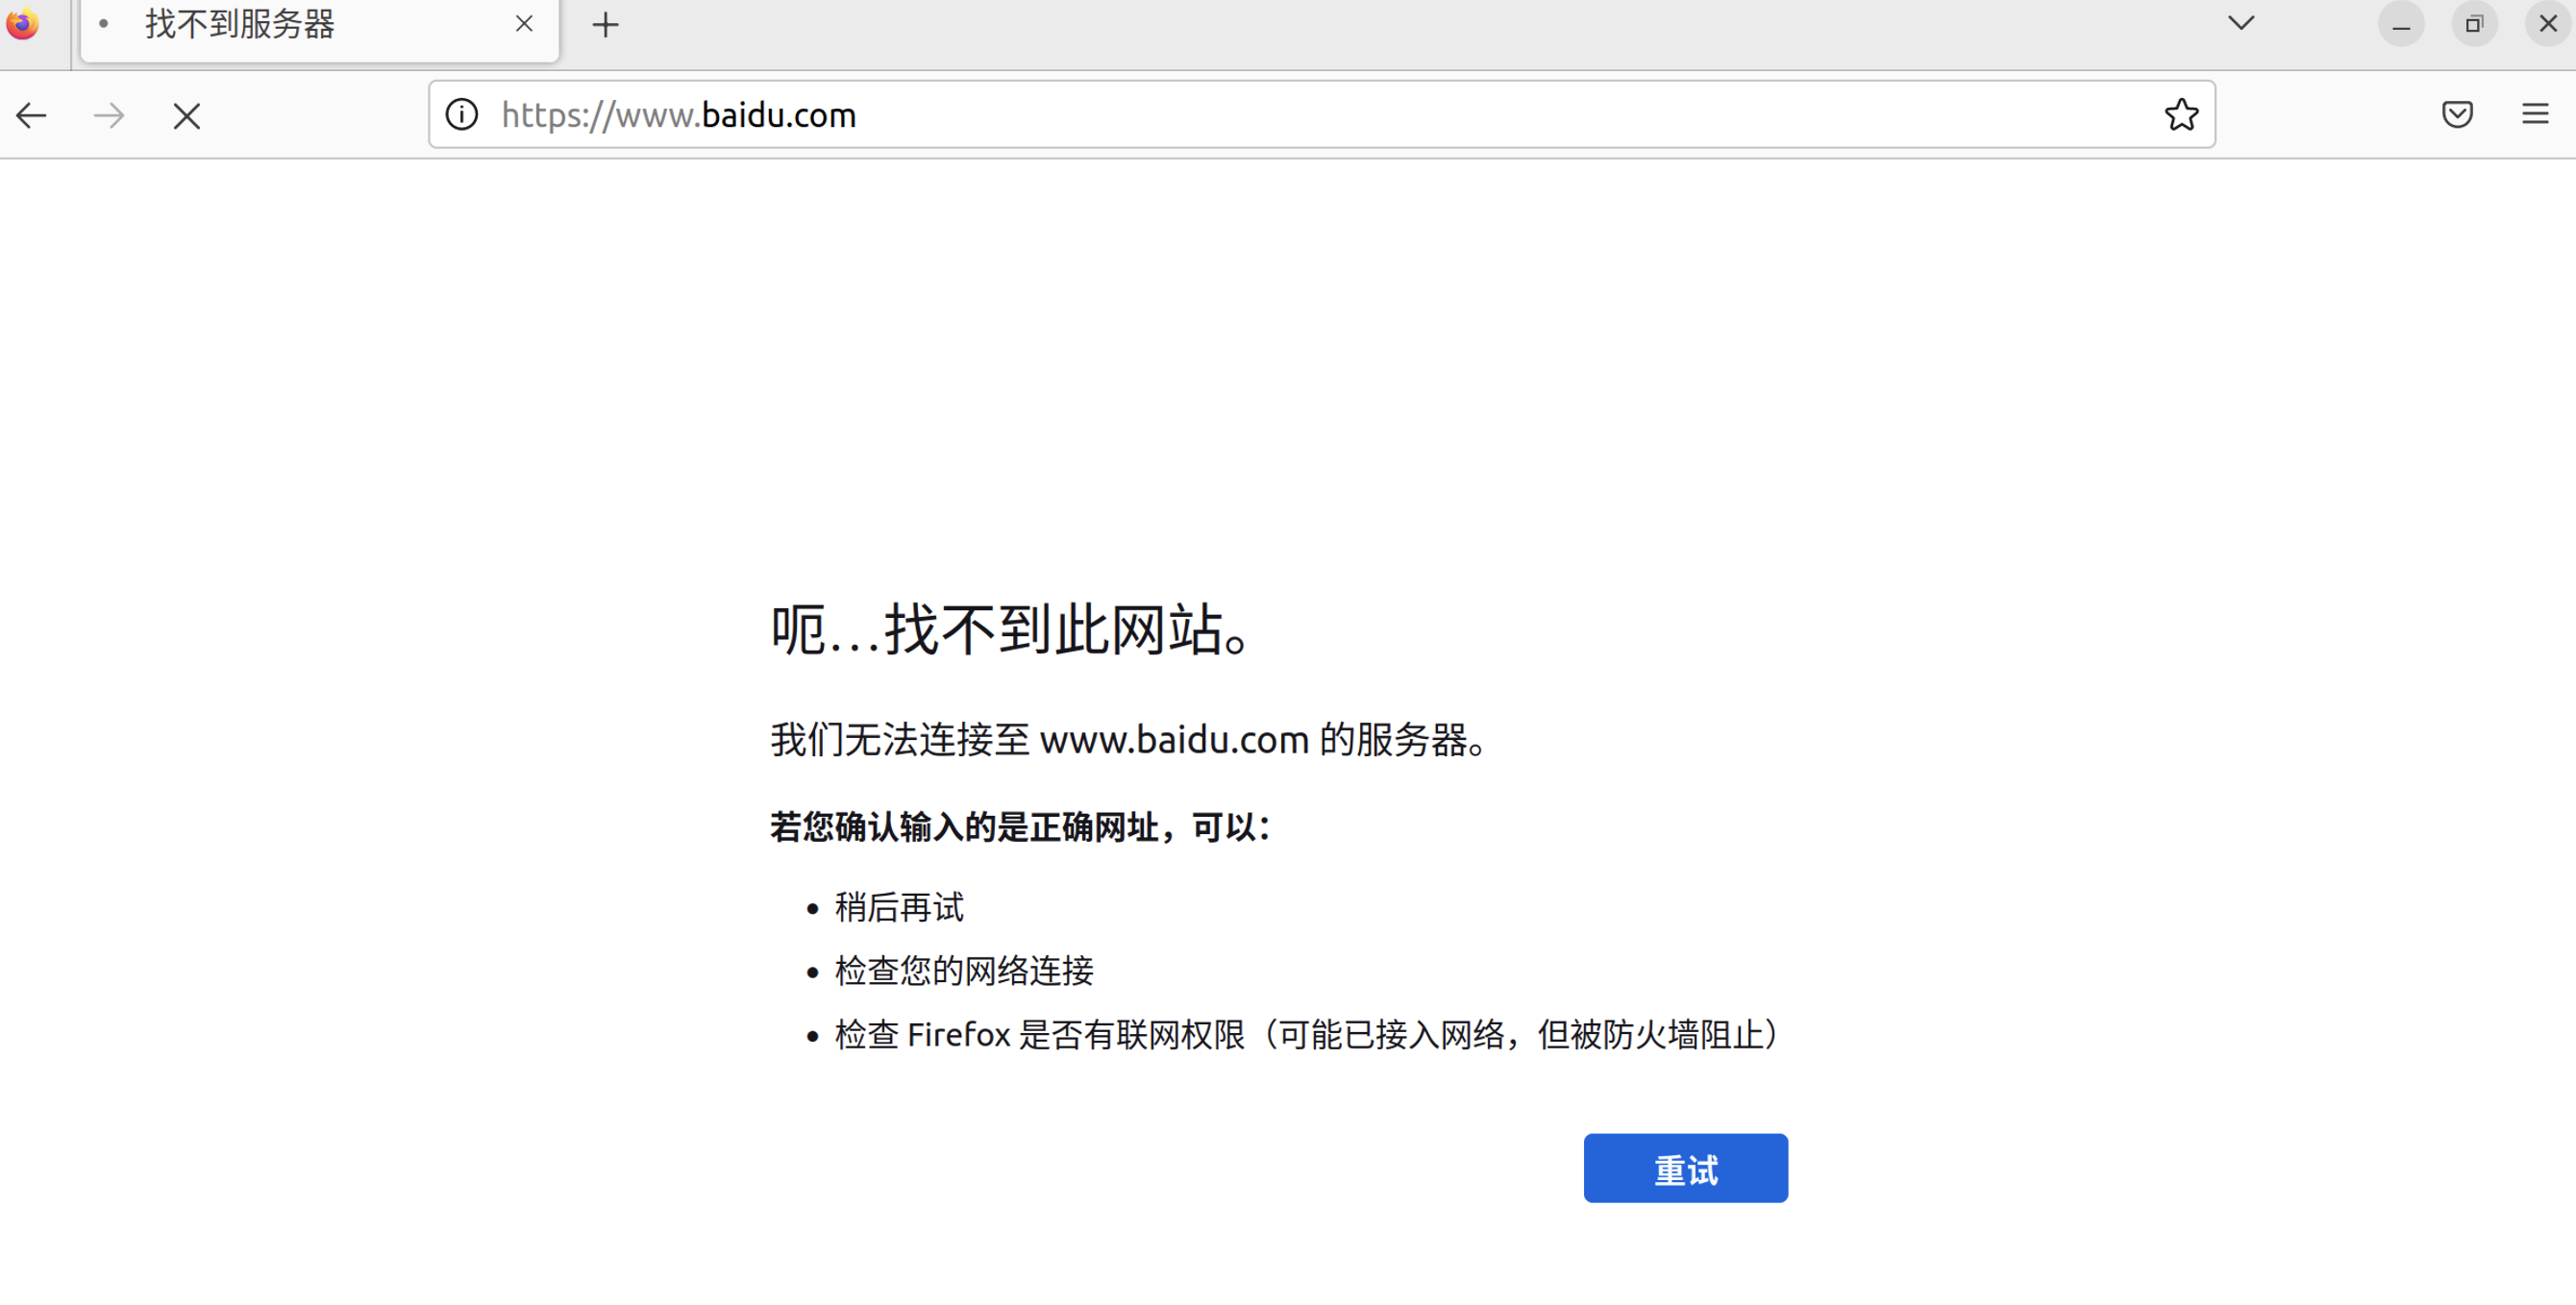 找不到服务器
https://www.baidu.com
呃…找不到此网站。
我们无法连接至 www.baidu.com 的服务器。
若您确认输入的是正确网址，可以：
• 稍后再试
• 检查您的网络连接
• 检查 Firefox 是否有联网权限（可能已接入网络，但被防火墙阻止）
重试